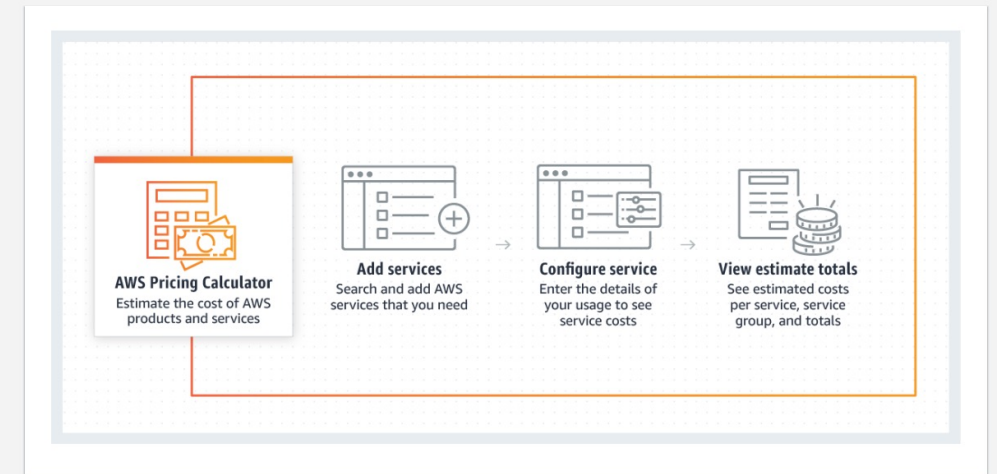 AWS Pricing Calculator
Estimate the cost of AWS
products and services
Add services
Search and add AWS
services that you need
Configure service
Enter the details of
your usage to see
service costs
View estimate totals
See estimated costs
per service, service
group, and totals